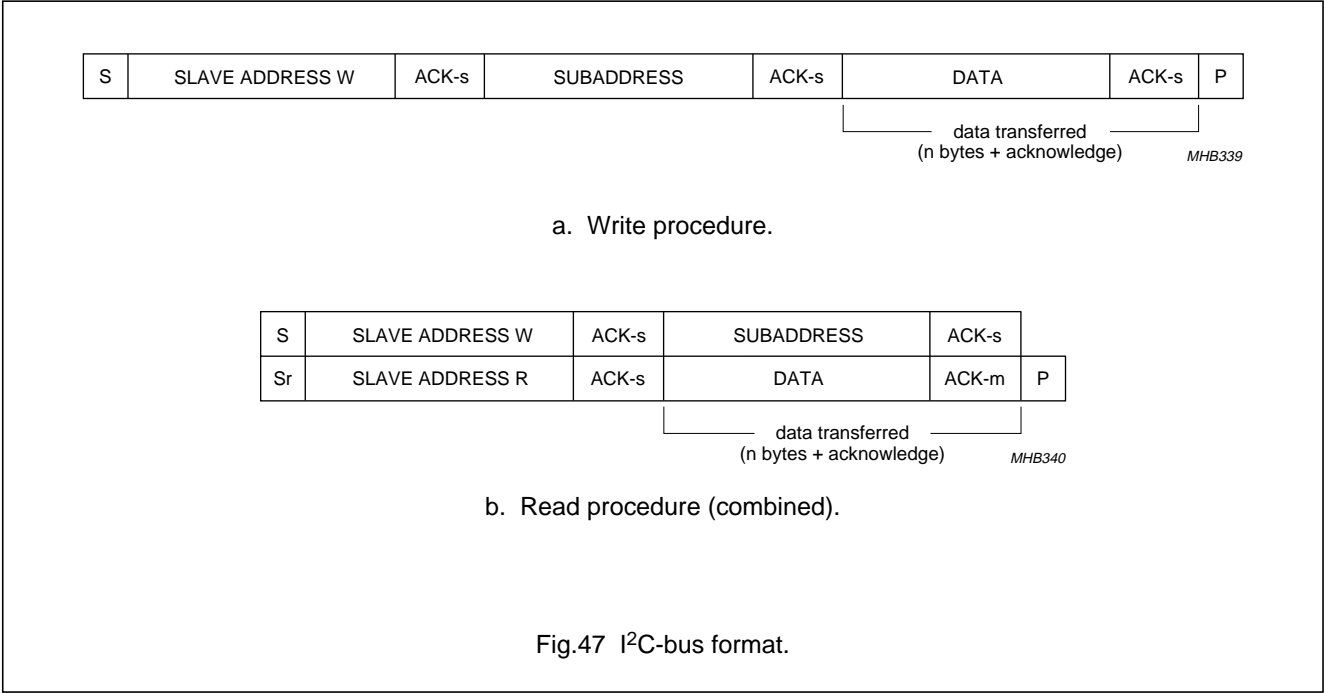 S SLAVE ADDRESS W ACK-s SUBADDRESS ACK-s DATA ACK-s P
data transferred
(n bytes + acknowledge)
MHB339
a. Write procedure.
S SLAVE ADDRESS W ACK-s SUBADDRESS ACK-s
Sr SLAVE ADDRESS R ACK-s DATA ACK-m P
data transferred
(n bytes + acknowledge)
MHB340
b. Read procedure (combined).
Fig.47 I²C-bus format.